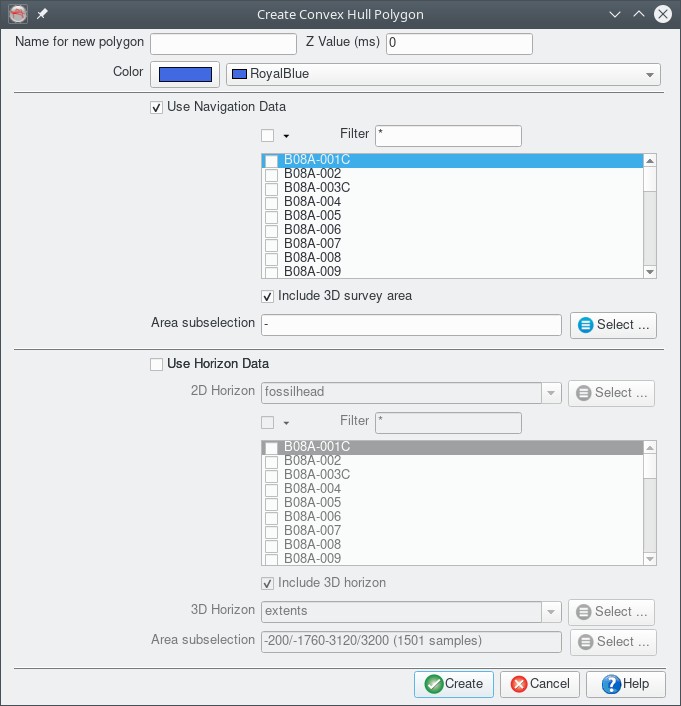 Create Convex Hull Polygon
Name for new polygon Z Value (ms) 0
Color RoyalBlue
Use Navigation Data
Filter *
B08A-001C
B08A-002
B08A-003C
B08A-004
B08A-005
B08A-006
B08A-007
B08A-008
B08A-009
Include 3D survey area
Area subselection - Select ...
Use Horizon Data
2D Horizon fossilhead Select ...
Filter *
B08A-001C
B08A-002
B08A-003C
B08A-004
B08A-005
B08A-006
B08A-007
B08A-008
B08A-009
Include 3D horizon
3D Horizon extents Select ...
Area subselection -200/-1760-3120/3200 (1501 samples) Select ...
Create Cancel Help